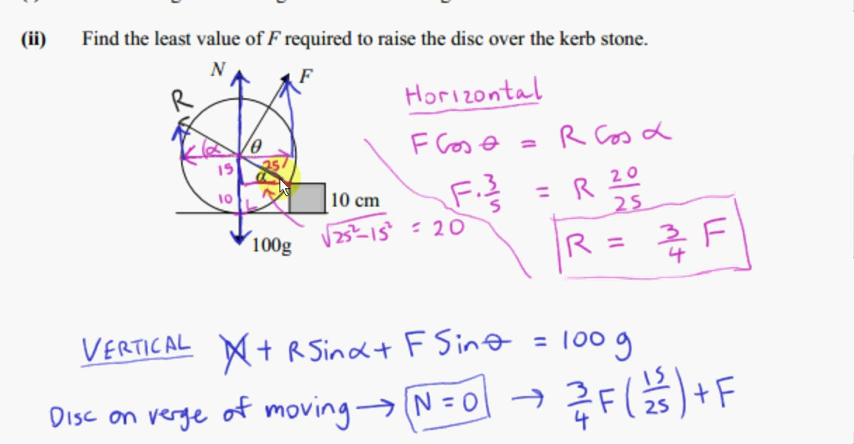 (ii) Find the least value of F required to raise the disc over the kerb stone.
N F
R
Horizontal
α θ
F Cos θ = R Cos α
15 25
α
F. 3/5 = R 20/25
10 L 10 cm
√25²-15² = 20
100g
R = 3/4 F
VERTICAL N + R Sin α + F Sin θ = 100 g
Disc on verge of moving → N = 0 → 3/4 F (15/25) + F